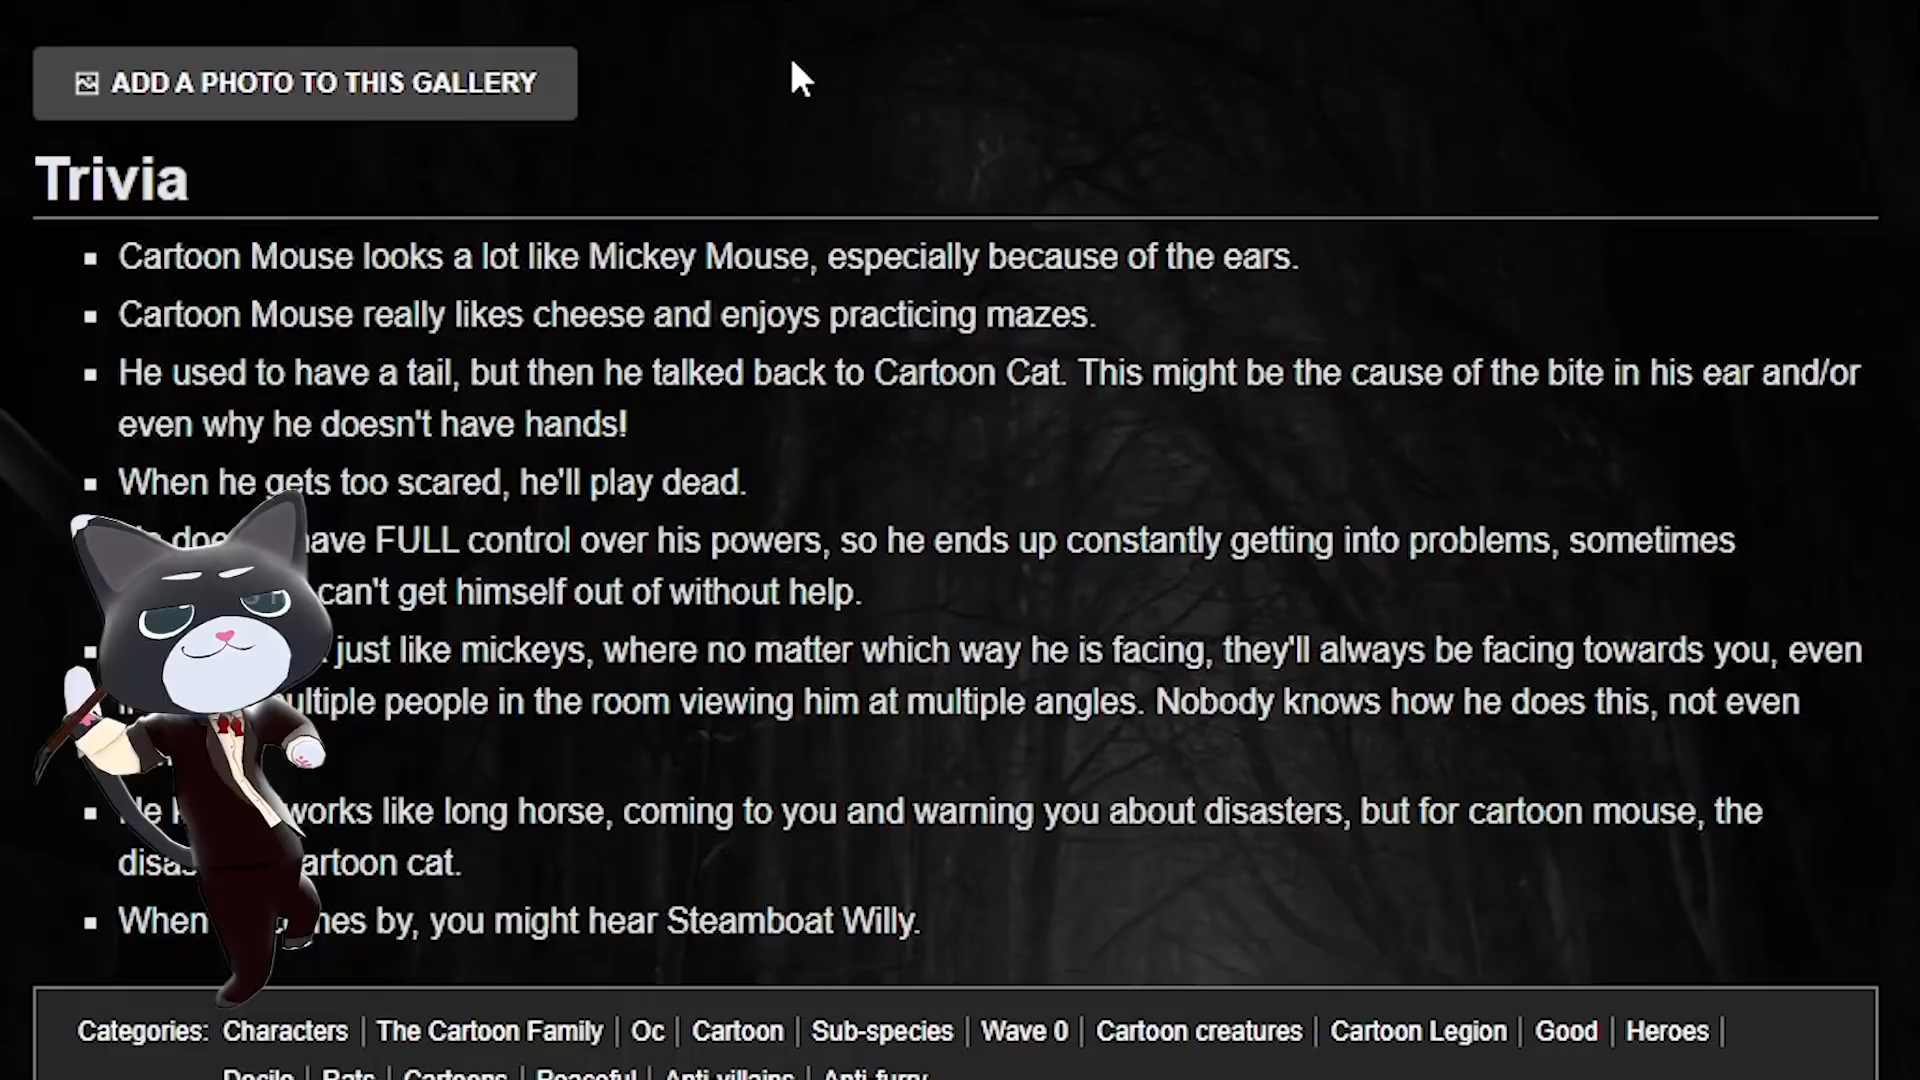 ADD A PHOTO TO THIS GALLERY
Trivia
Cartoon Mouse looks a lot like Mickey Mouse, especially because of the ears.
Cartoon Mouse really likes cheese and enjoys practicing mazes.
He used to have a tail, but then he talked back to Cartoon Cat. This might be the cause of the bite in his ear and/or
even why he doesn't have hands!
When he gets too scared, he'll play dead.
have FULL control over his powers, so he ends up constantly getting into problems, sometimes
can't get himself out of without help.
just like mickeys, where no matter which way he is facing, they'll always be facing towards you, even
people in the room viewing him at multiple angles. Nobody knows how he does this, not even
works like long horse, coming to you and warning you about disasters, but for cartoon mouse, the
cat.
When by, you might hear Steamboat Willy.
Categories: Characters | The Cartoon Family | Oc | Cartoon | Sub-species | Wave 0 | Cartoon creatures | Cartoon Legion | Good | Heroes |
Docile | Rats | Cartoons | Peaceful | Anti-villains | Anti-furry